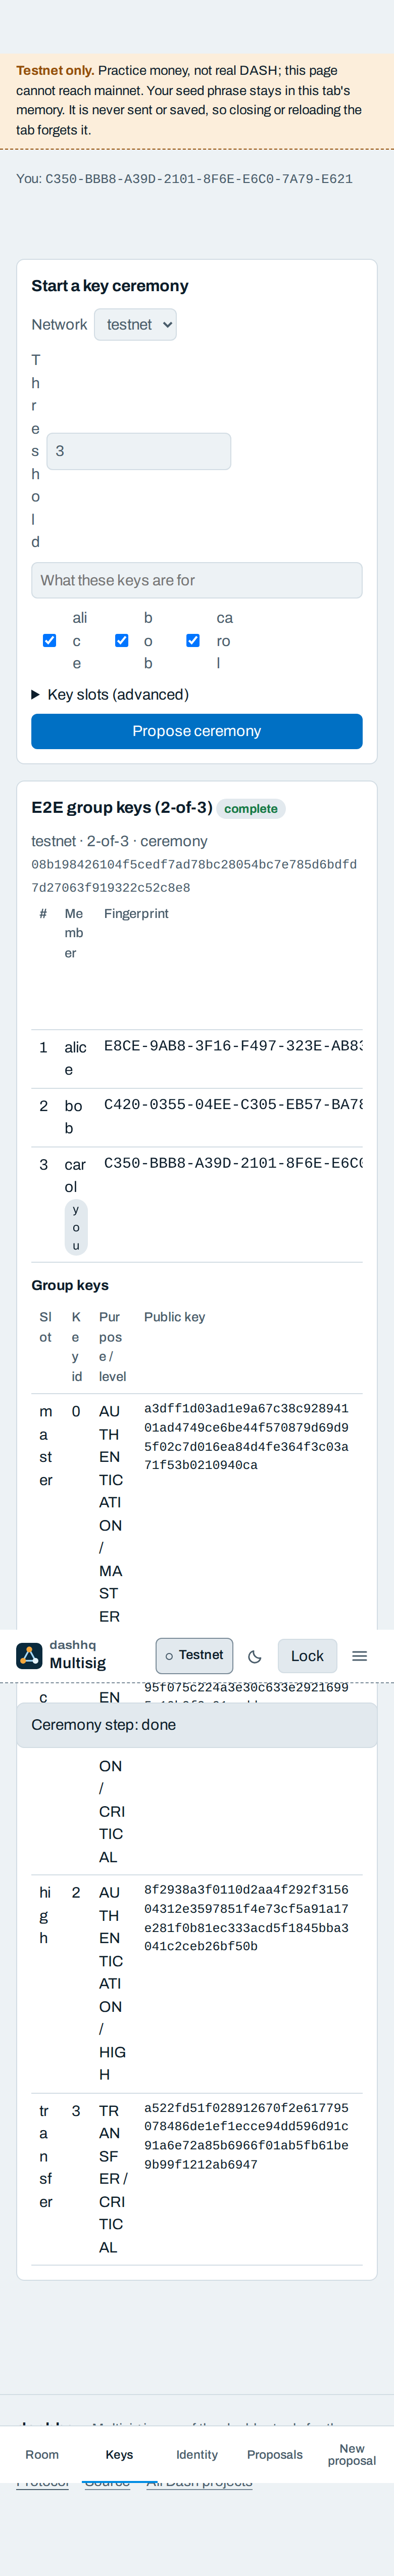 Testnet only. Practice money, not real DASH; this page
cannot reach mainnet. Your seed phrase stays in this tab's
memory. It is never sent or saved, so closing or reloading the
tab forgets it.
You: C350-BBB8-A39D-2101-8F6E-E6C0-7A79-E621
Start a key ceremony
Network testnet
Threshold 3
What these keys are for
alice bob carol
Key slots (advanced)
Propose ceremony
E2E group keys (2-of-3) complete
testnet · 2-of-3 · ceremony
08b198426104f5cedf7ad78bc28054bc7e785d6bdfd
7d27063f919322c52c8e8
# Member Fingerprint
1 alice E8CE-9AB8-3F16-F497-323E-AB83
2 bob C420-0355-04EE-C305-EB57-BA78
3 carol you C350-BBB8-A39D-2101-8F6E-E6C0
Group keys
Slot Key id Purpose / level Public key
master 0 AUTHENTICATION / MASTER
a3dff1d03ad1e9a67c38c928941
01ad4749ce6be44f570879d69d9
5f02c7d016ea84d4fe364f3c03a
71f53b0210940ca
dashhq
Multisig
Testnet
Lock
c EN 95f075c224a3e30c633e2921699
Ceremony step: done
ON / CRITICAL
high 2 AUTHENTICATION / HIGH
8f2938a3f0110d2aa4f292f3156
04312e3597851f4e73cf5a91a17
e281f0b81ec333acd5f1845bba3
041c2ceb26bf50b
transfer 3 TRANSFER / CRITICAL
a522fd51f028912670f2e617795
078486de1ef1ecce94dd596d91c
91a6e72a85b6966f01ab5fb61be
9b99f1212ab6947
Room
Keys
Identity
Proposals
New
proposal
Protocol Source All Dash projects